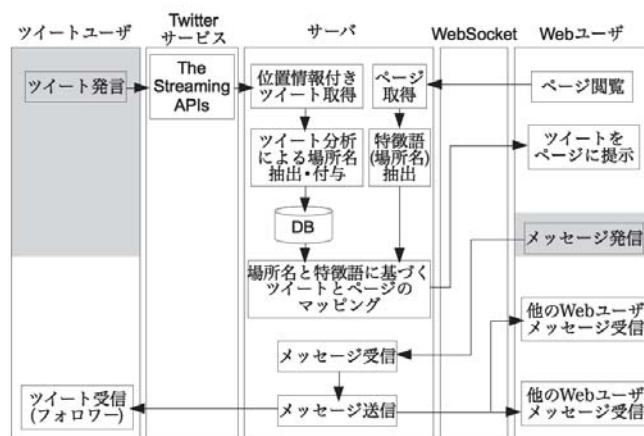 ツイートユーザ
Twitter
サービス
サーバ
WebSocket
Webユーザ
ツイート発言
The
Streaming
APIs
位置情報付き
ツイート取得
ページ
取得
ページ閲覧
ツイート分析
による場所名
抽出・付与
特徴語
(場所名)
抽出
ツイートを
ページに提示
DB
メッセージ発信
場所名と特徴語に基づく
ツイートとページの
マッピング
他のWebユーザ
メッセージ受信
メッセージ受信
ツイート受信
(フォロワー)
メッセージ送信
他のWebユーザ
メッセージ受信